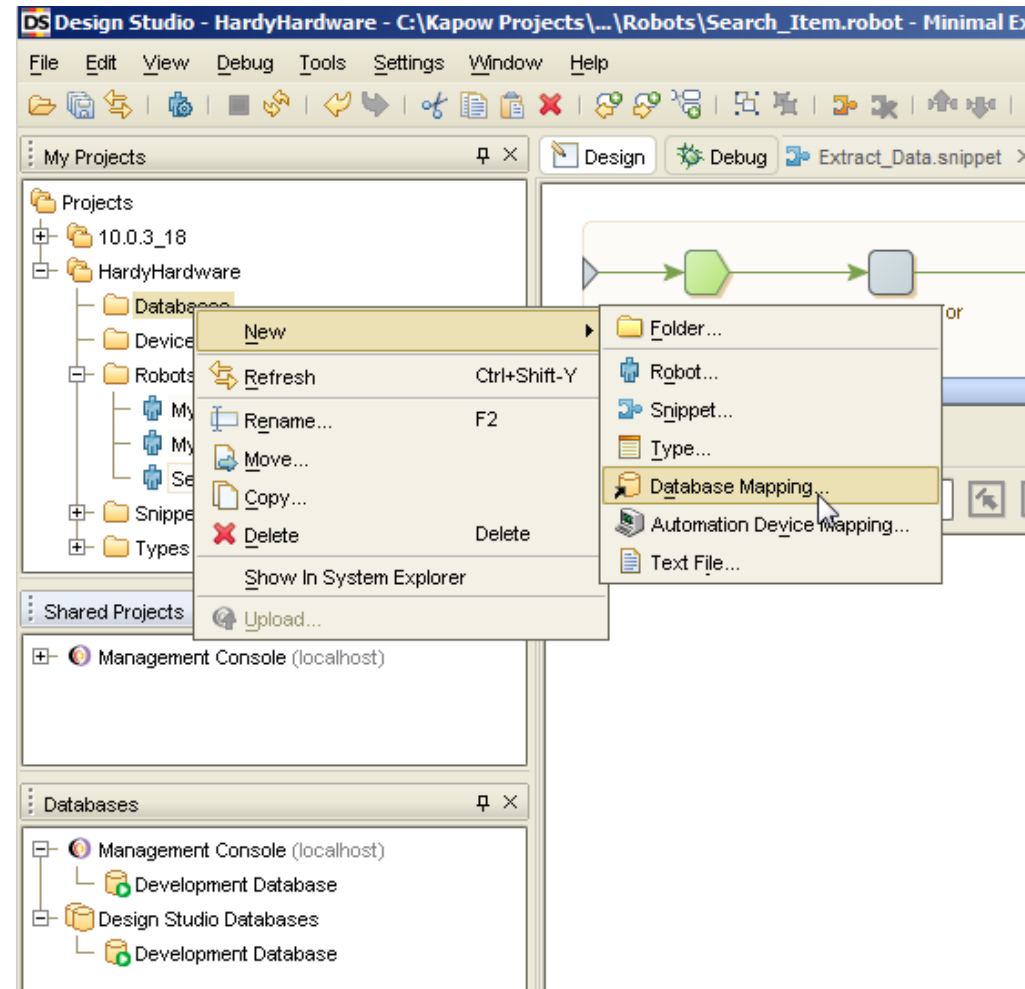 DS Design Studio - HardyHardware - C:\Kapow Projects\...\Robots\Search_Item.robot - Minimal Ex
File Edit View Debug Tools Settings Window Help
My Projects
Design Debug Extract_Data.snippet
Projects
10.0.3_18
HardyHardware
Databases
Device
Robots
My
My
Se
Snippe
Types
New
Refresh Ctrl+Shift-Y
Rename... F2
Move...
Copy...
Delete Delete
Show In System Explorer
Upload...
Folder...
Robot...
Snippet...
Type...
Database Mapping...
Automation Device Mapping...
Text File...
or
Shared Projects
Management Console (localhost)
Databases
Management Console (localhost)
Development Database
Design Studio Databases
Development Database